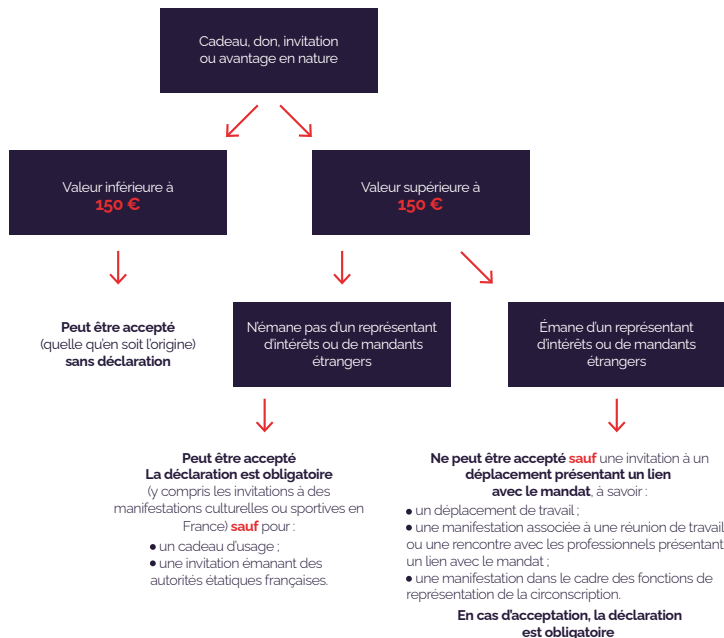 Cadeau, don, invitation
ou avantage en nature
Valeur inférieure à
150 €
Valeur supérieure à
150 €
Peut être accepté
(quelle qu'en soit l'origine)
sans déclaration
N'émane pas d'un représentant
d'intérêts ou de mandants
étrangers
Émane d'un représentant
d'intérêts ou de mandants
étrangers
Peut être accepté
La déclaration est obligatoire
(y compris les invitations à des
manifestations culturelles ou sportives en
France) sauf pour :
● un cadeau d'usage ;
● une invitation émanant des
autorités étatiques françaises.
Ne peut être accepté sauf une invitation à un
déplacement présentant un lien
avec le mandat, à savoir :
● un déplacement de travail ;
● une manifestation associée à une réunion de travail
ou une rencontre avec les professionnels présentant
un lien avec le mandat ;
● une manifestation dans le cadre des fonctions de
représentation de la circonscription.
En cas d'acceptation, la déclaration
est obligatoire